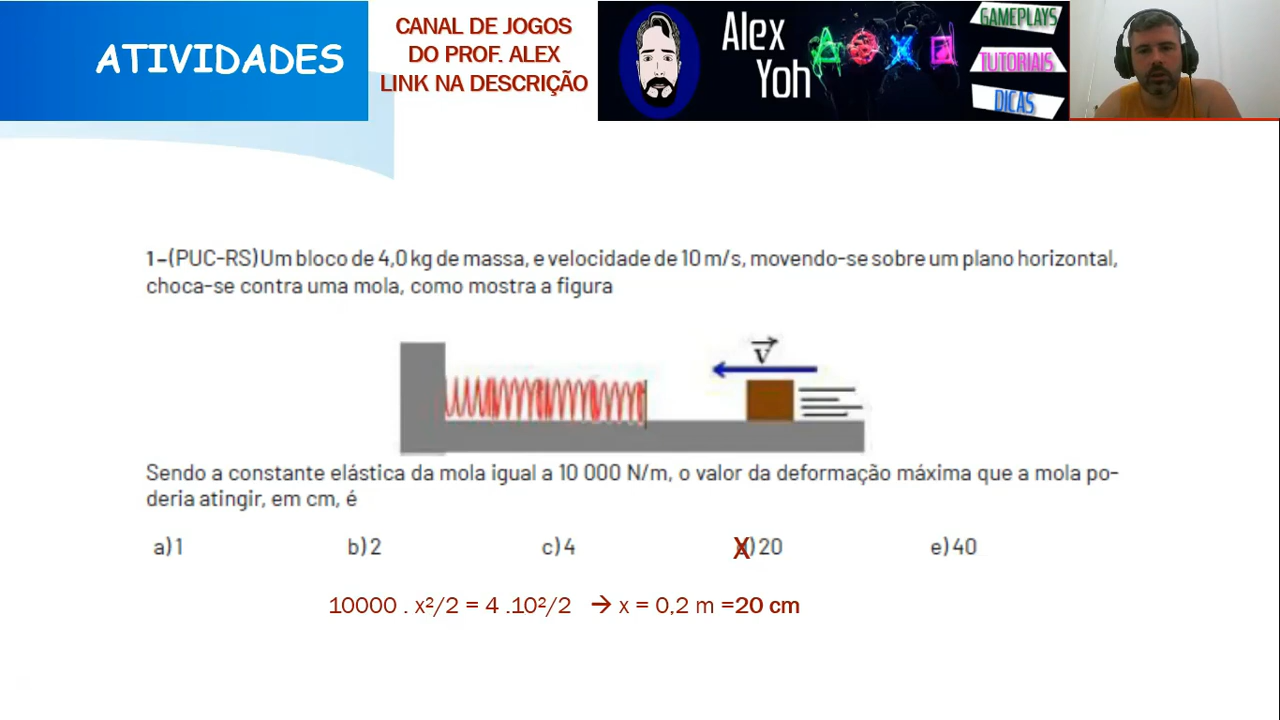 ATIVIDADES
CANAL DE JOGOS
DO PROF. ALEX
LINK NA DESCRIÇÃO
Alex
Yoh
GAMEPLAYS
TUTORIAIS
DICAS
1-(PUC-RS) Um bloco de 4,0 kg de massa, e velocidade de 10 m/s, movendo-se sobre um plano horizontal,
choca-se contra uma mola, como mostra a figura
v
Sendo a constante elástica da mola igual a 10 000 N/m, o valor da deformação máxima que a mola po-
deria atingir, em cm, é
a) 1 b) 2 c) 4 X d) 20 e) 40
10000 . x²/2 = 4 .10²/2 → x = 0,2 m =20 cm